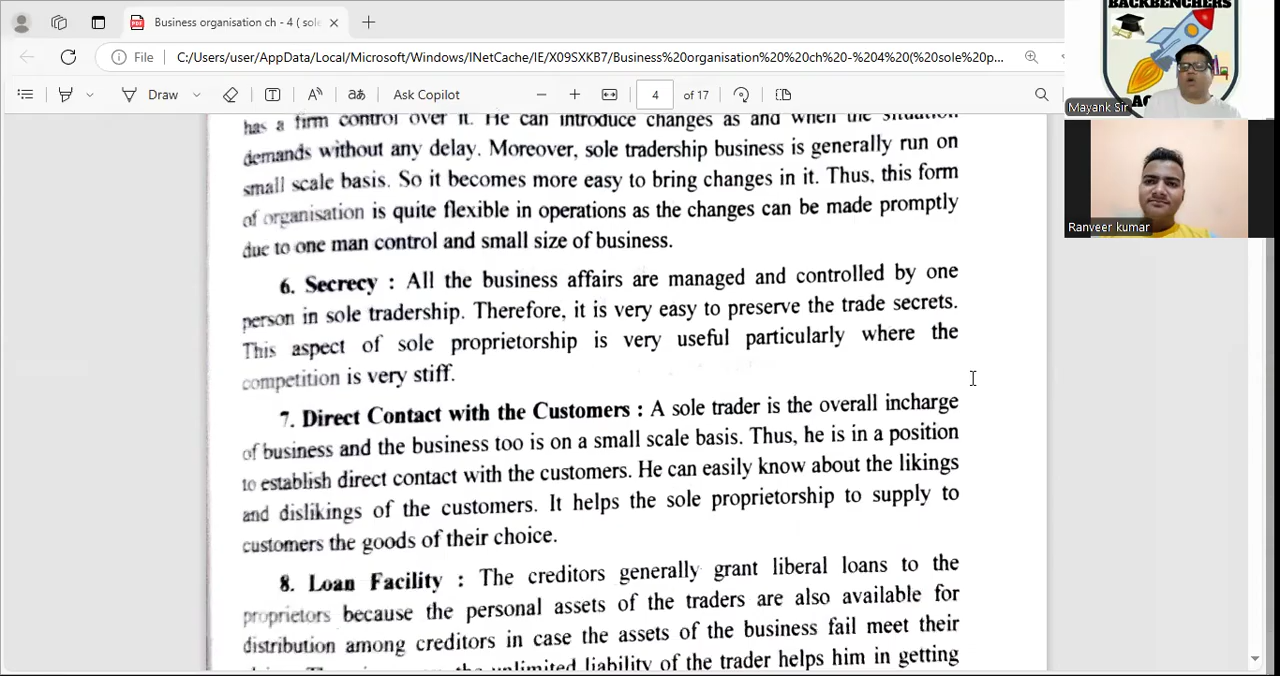 Business organisation ch - 4 ( sole
File
C:/Users/user/AppData/Local/Microsoft/Windows/INetCache/IE/X09SXKB7/Business%20organisation%20%20ch%20-%204%20(%20sole%20p...
Draw
Ask Copilot
4 of 17
BACKBENCHERS
Mayank Sir
Ranveer kumar
has a firm control over it. He can introduce changes as and when the situation
demands without any delay. Moreover, sole tradership business is generally run on
small scale basis. So it becomes more easy to bring changes in it. Thus, this form
of organisation is quite flexible in operations as the changes can be made promptly
due to one man control and small size of business.
6. Secrecy : All the business affairs are managed and controlled by one
person in sole tradership. Therefore, it is very easy to preserve the trade secrets.
This aspect of sole proprietorship is very useful particularly where the
competition is very stiff.
7. Direct Contact with the Customers : A sole trader is the overall incharge
of business and the business too is on a small scale basis. Thus, he is in a position
to establish direct contact with the customers. He can easily know about the likings
and dislikings of the customers. It helps the sole proprietorship to supply to
customers the goods of their choice.
8. Loan Facility : The creditors generally grant liberal loans to the
proprietors because the personal assets of the traders are also available for
distribution among creditors in case the assets of the business fail meet their
the unlimited liability of the trader helps him in getting